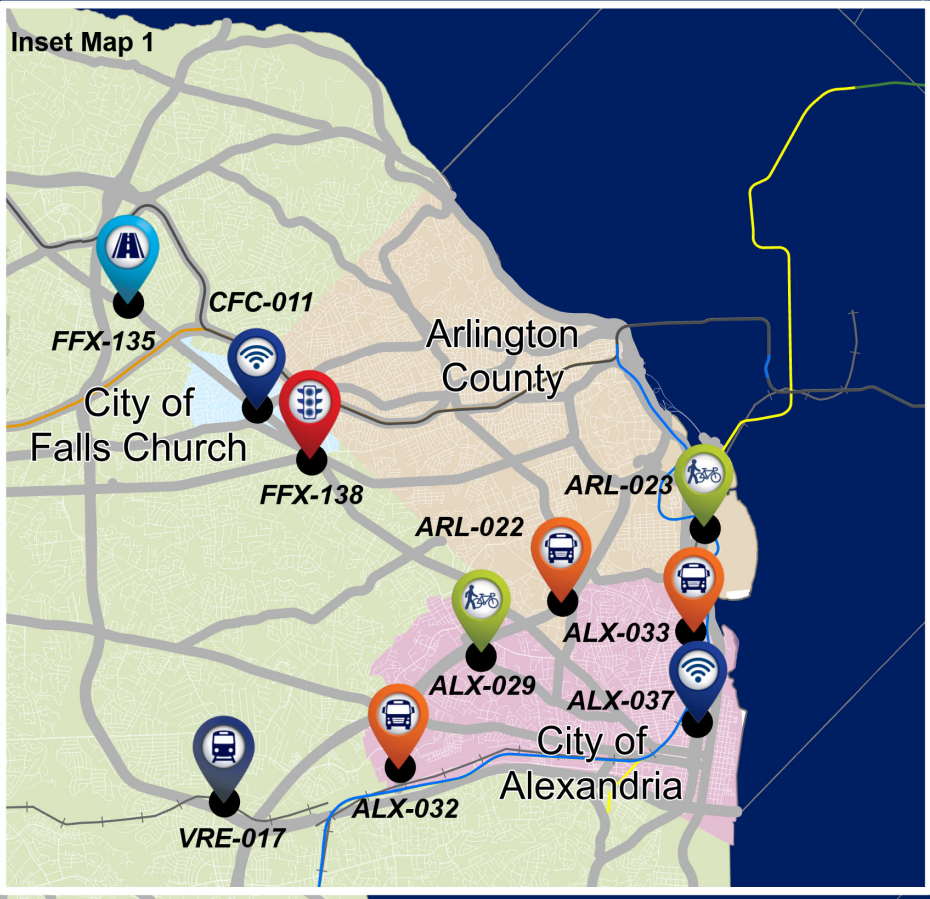 Inset Map 1
CFC-011
FFX-135
Arlington
County
City of
Falls Church
FFX-138
ARL-023
ARL-022
ALX-033
ALX-029
ALX-037
City of
Alexandria
ALX-032
VRE-017